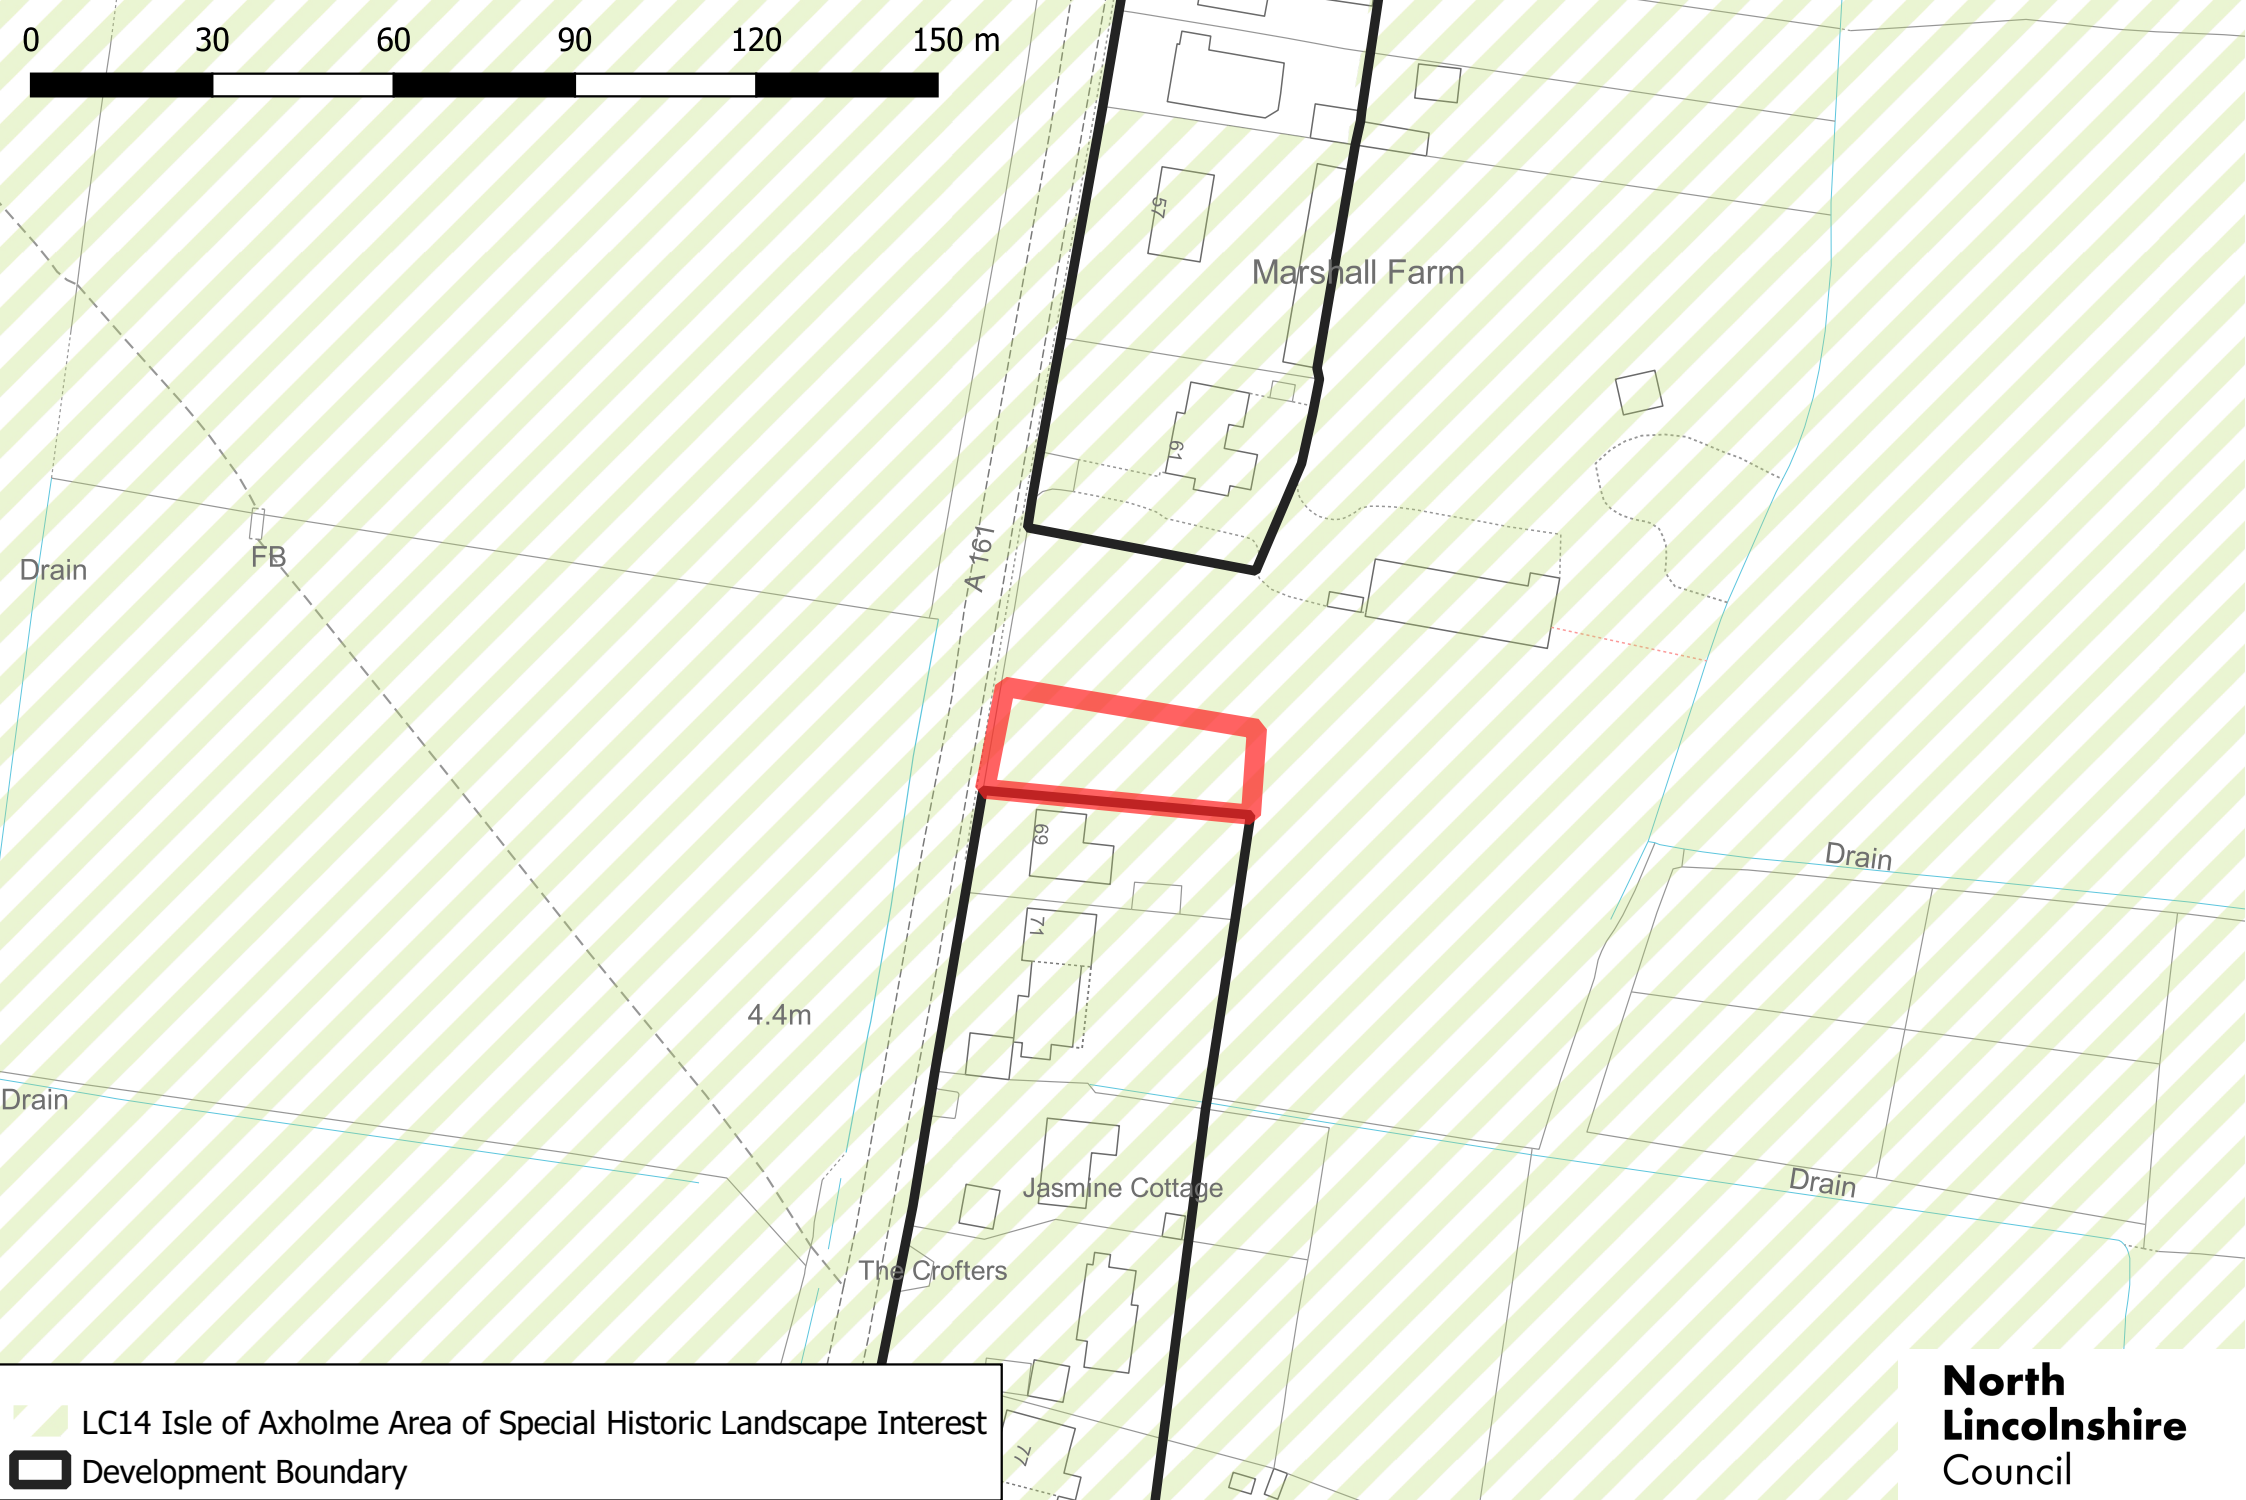 0 30 60 90 120 150 m
57
Marshall Farm
61
A 161
FB
Drain
69
Drain
71
4.4m
Drain
Jasmine Cottage
Drain
The Crofters
77
LC14 Isle of Axholme Area of Special Historic Landscape Interest
Development Boundary
North
Lincolnshire
Council